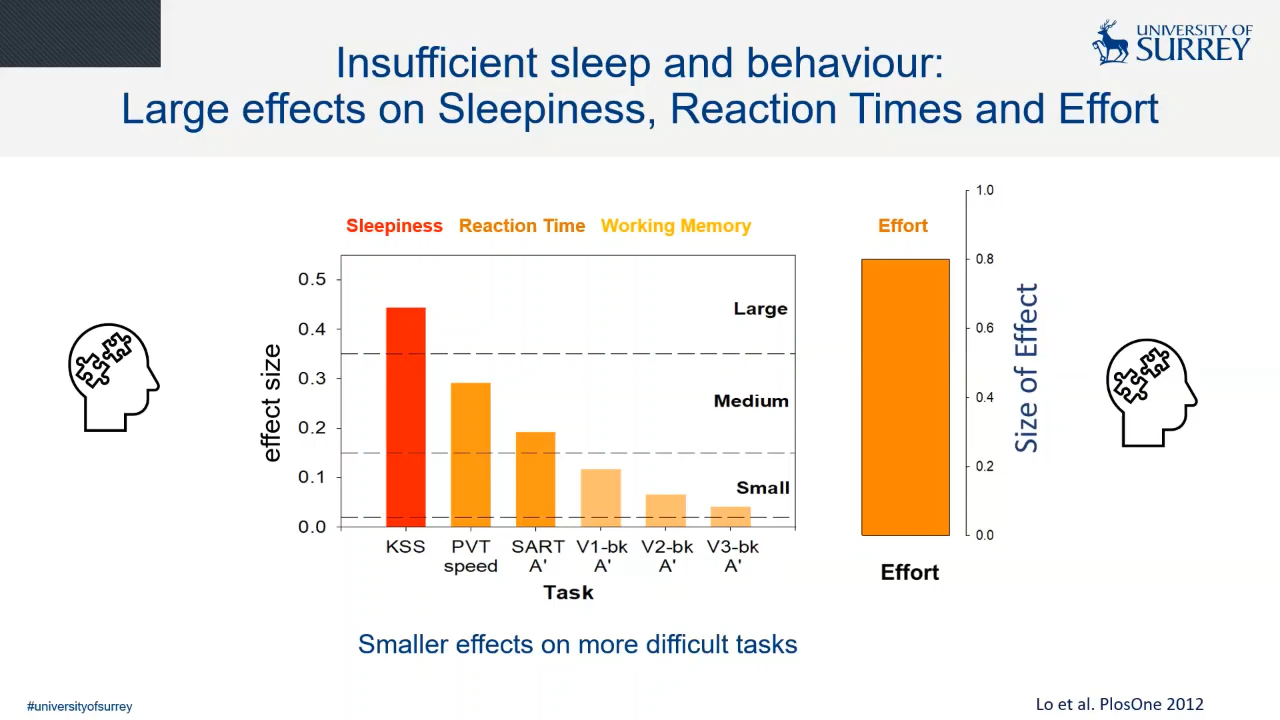 UNIVERSITY OF
SURREY
Insufficient sleep and behaviour:
Large effects on Sleepiness, Reaction Times and Effort
Sleepiness Reaction Time Working Memory
effect size
0.5
0.4
0.3
0.2
0.1
0.0
Large
Medium
Small
KSS PVT SART V1-bk V2-bk V3-bk
speed A' A' A' A'
Task
Effort
1.0
0.8
0.6
0.4
0.2
0.0
Size of Effect
Effort
Smaller effects on more difficult tasks
#universityofsurrey
Lo et al. PlosOne 2012